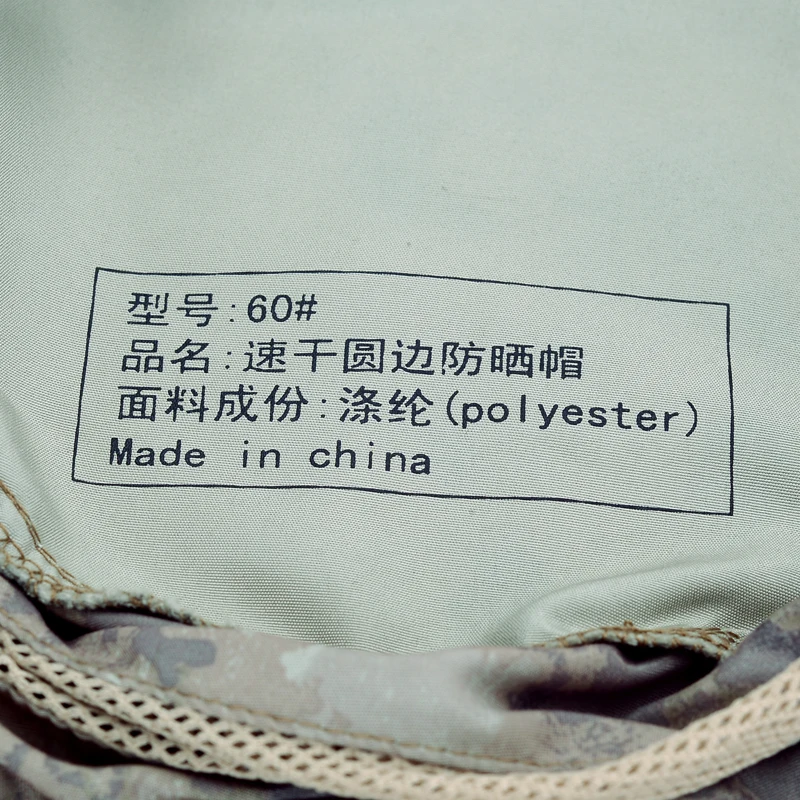 型号:60#
品名:速干圆边防晒帽
面料成份:涤纶(polyester)
Made in china